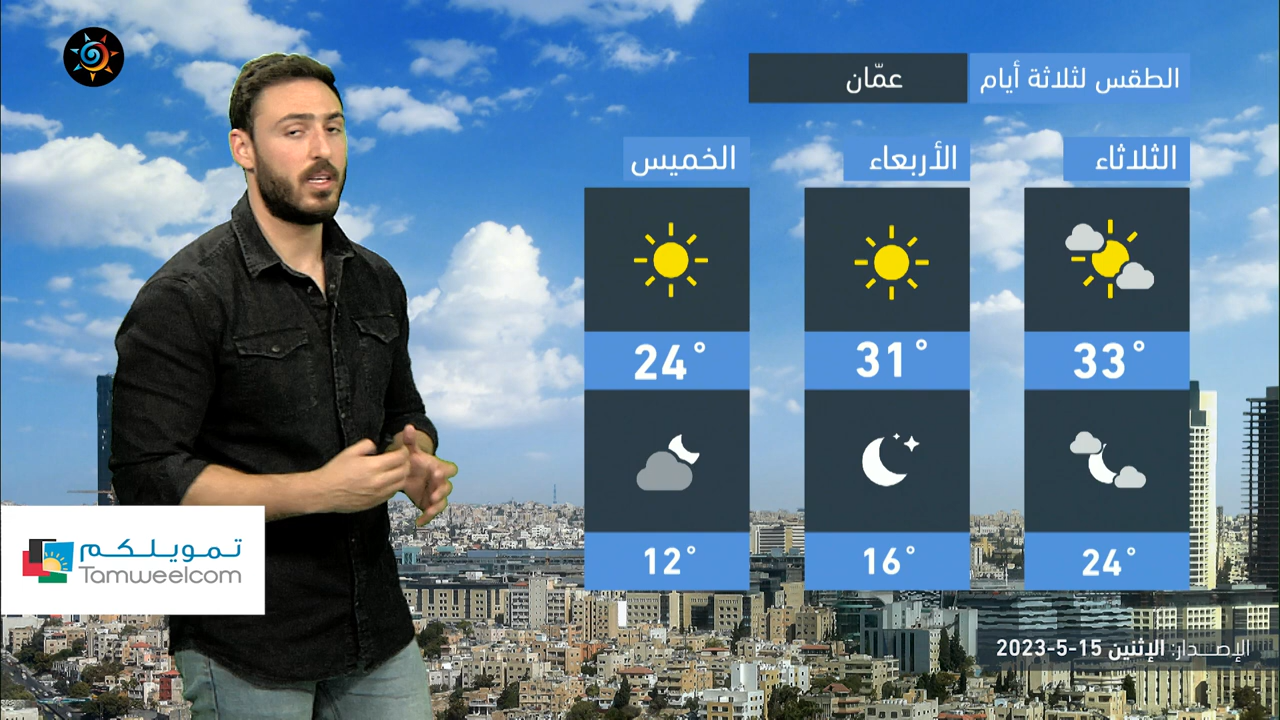 الطقس لثلاثة أيام
عمّان
الثلاثاء
الأربعاء
الخميس
33°
31°
24°
24°
16°
12°
تمويلكم
Tamweelcom
الإصدار: الإثنين 15-5-2023